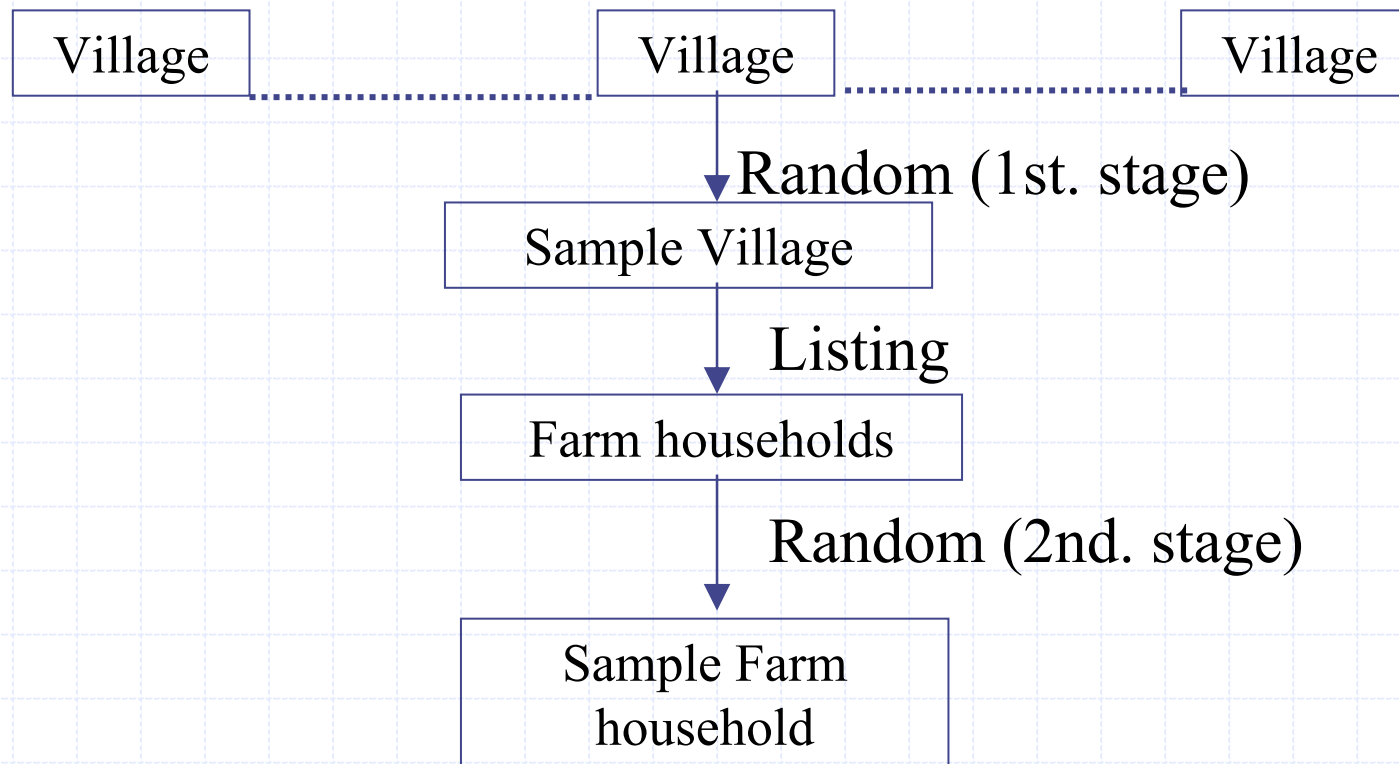 Village Village Village
Random (1st. stage)
Sample Village
Listing
Farm households
Random (2nd. stage)
Sample Farm
household